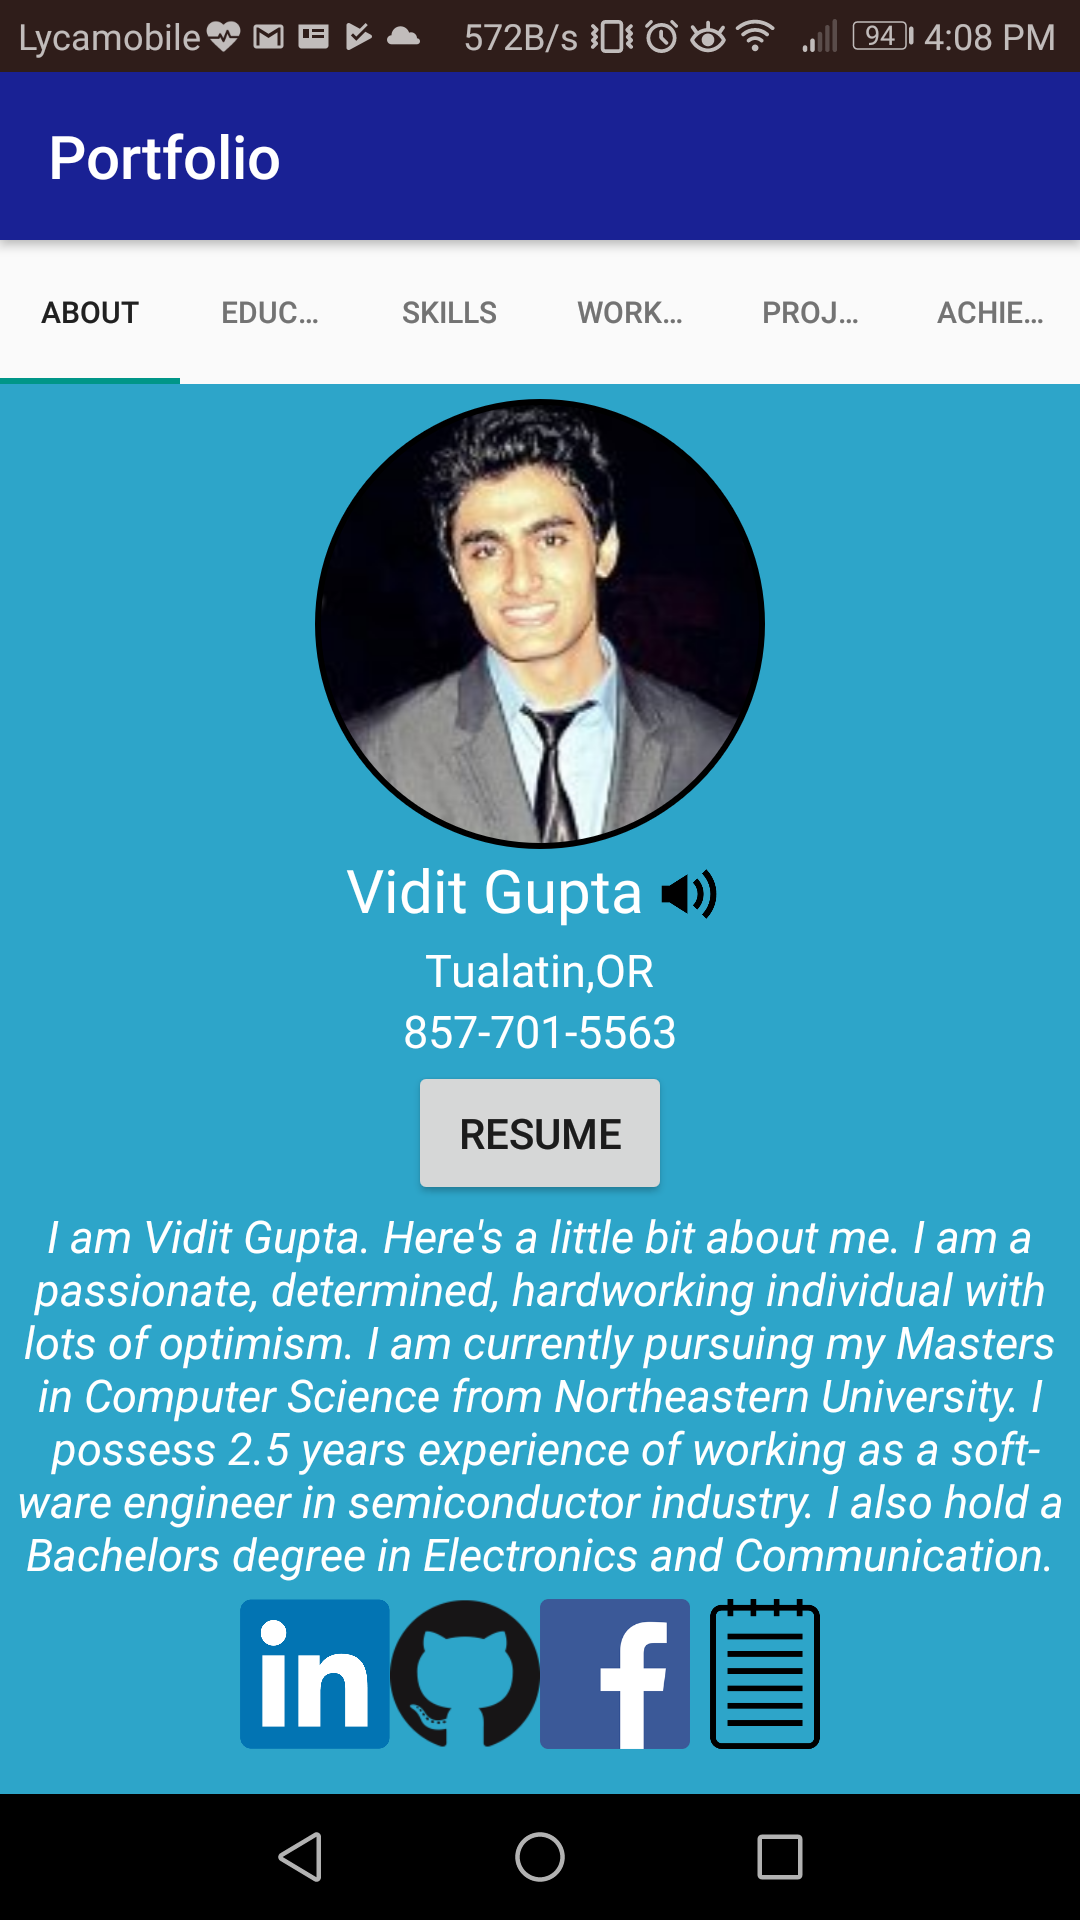 Lycamobile 572B/s 94 4:08 PM
Portfolio
ABOUT EDUC... SKILLS WORK... PROJ... ACHIE...
Vidit Gupta
Tualatin,OR
857-701-5563
RESUME
I am Vidit Gupta. Here's a little bit about me. I am a
passionate, determined, hardworking individual with
lots of optimism. I am currently pursuing my Masters
in Computer Science from Northeastern University. I
possess 2.5 years experience of working as a soft-
ware engineer in semiconductor industry. I also hold a
Bachelors degree in Electronics and Communication.
in f